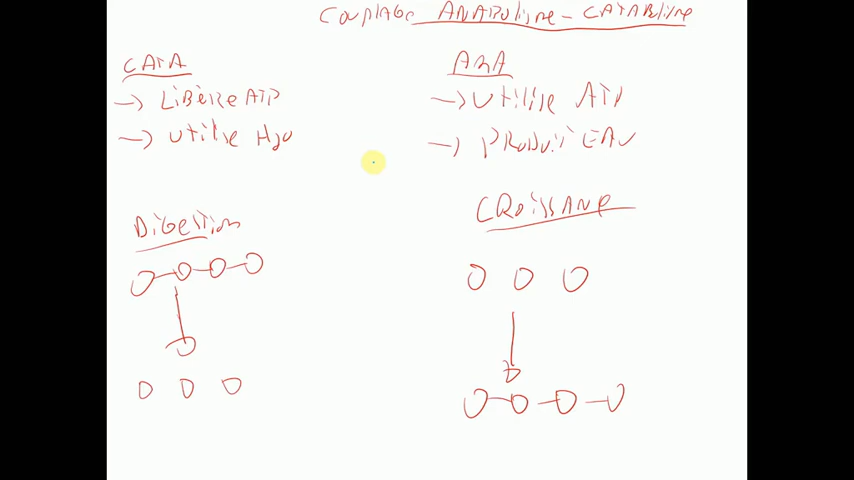 Couplage ANABOlisme - CATABOlisme
CATA
→ Libère ATP
→ Utilise H2O
Digestion
ANA
→ Utilise ATP
→ Produit EAU
CROISSANCE